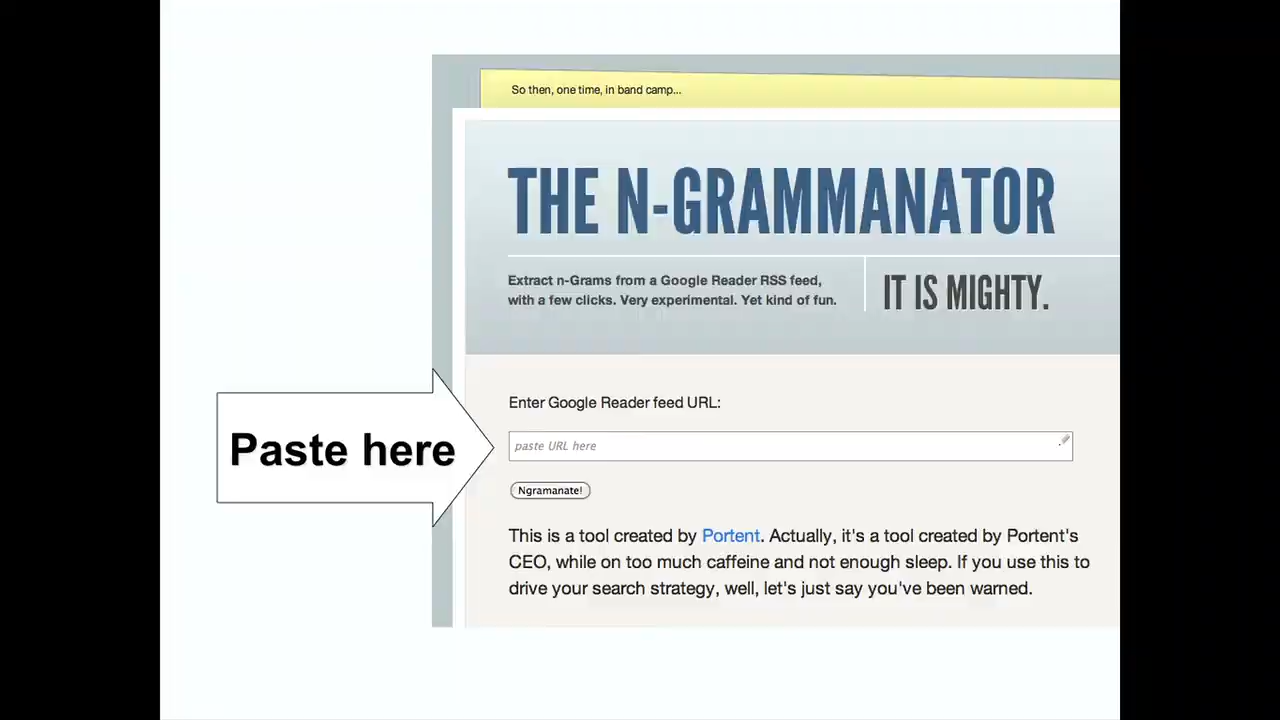 So then, one time, in band camp...
THE N-GRAMMANATOR
Extract n-Grams from a Google Reader RSS feed,
with a few clicks. Very experimental. Yet kind of fun.
IT IS MIGHTY.
Enter Google Reader feed URL:
Paste here
paste URL here
Ngramanate!
This is a tool created by Portent. Actually, it's a tool created by Portent's
CEO, while on too much caffeine and not enough sleep. If you use this to
drive your search strategy, well, let's just say you've been warned.